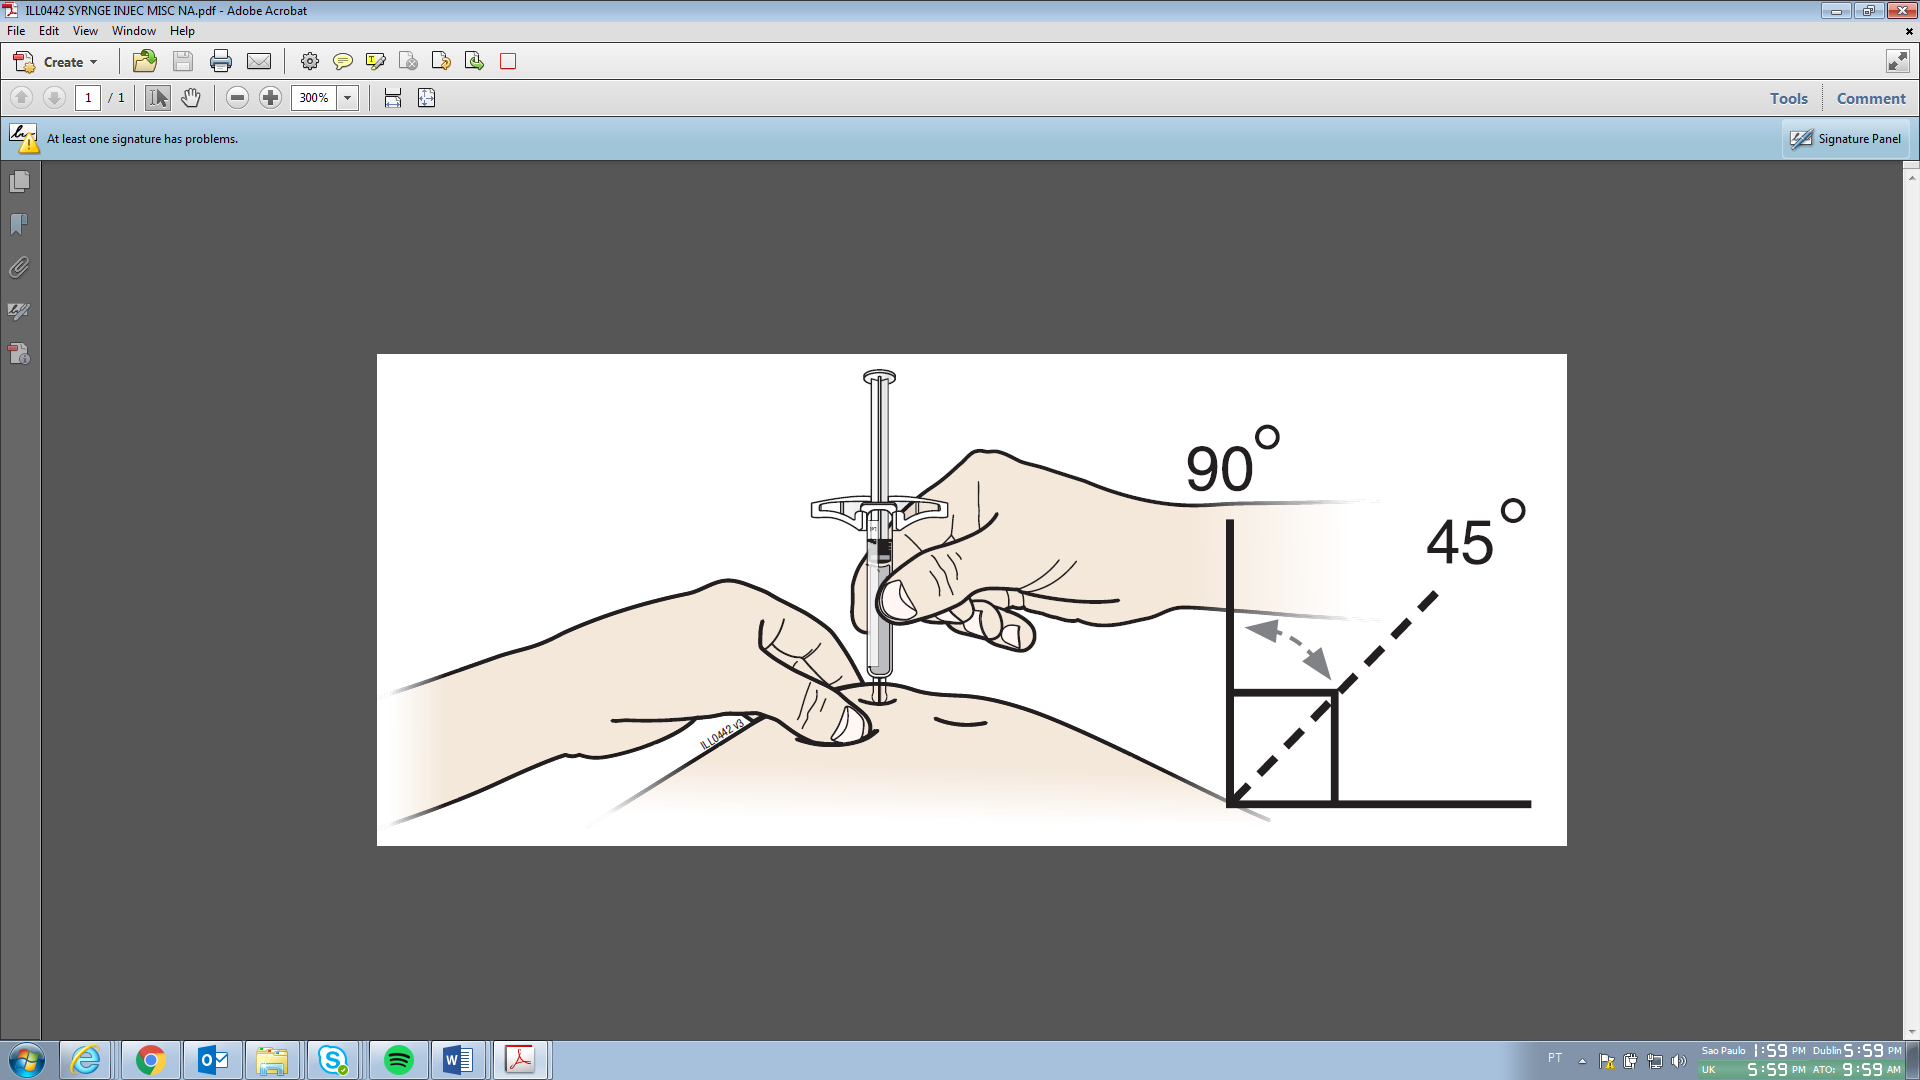 ILL0442 SYRNGE INJEC MISC NA.pdf - Adobe Acrobat
File Edit View Window Help
Create
1 / 1 300% Tools Comment
At least one signature has problems. Signature Panel
90°
45°
ILL0442 v3
PT
Sao Paulo 1:59 PM Dublin 5:59 PM
UK 5:59 PM ATO: 9:59 AM